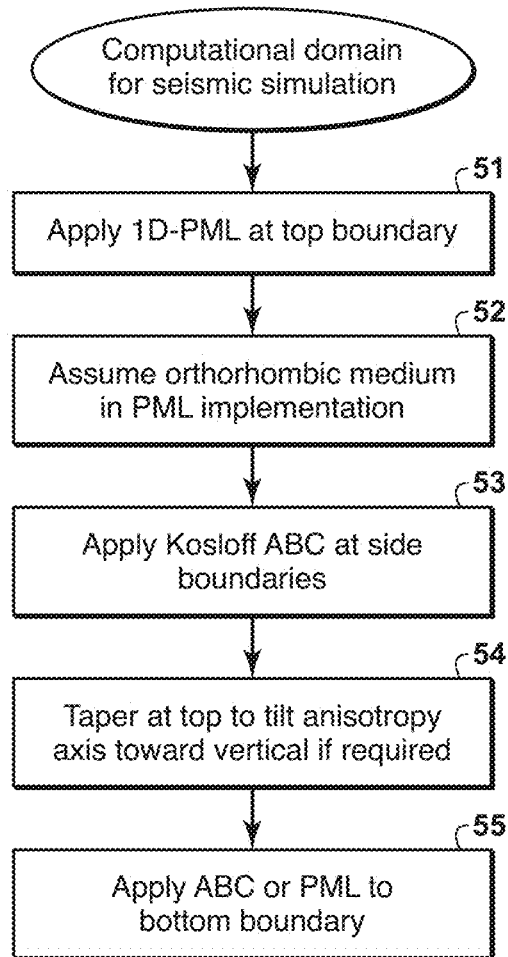 Computational domain
for seismic simulation
51
Apply 1D-PML at top boundary
52
Assume orthorhombic medium
in PML implementation
53
Apply Kosloff ABC at side
boundaries
54
Taper at top to tilt anisotropy
axis toward vertical if required
55
Apply ABC or PML to
bottom boundary